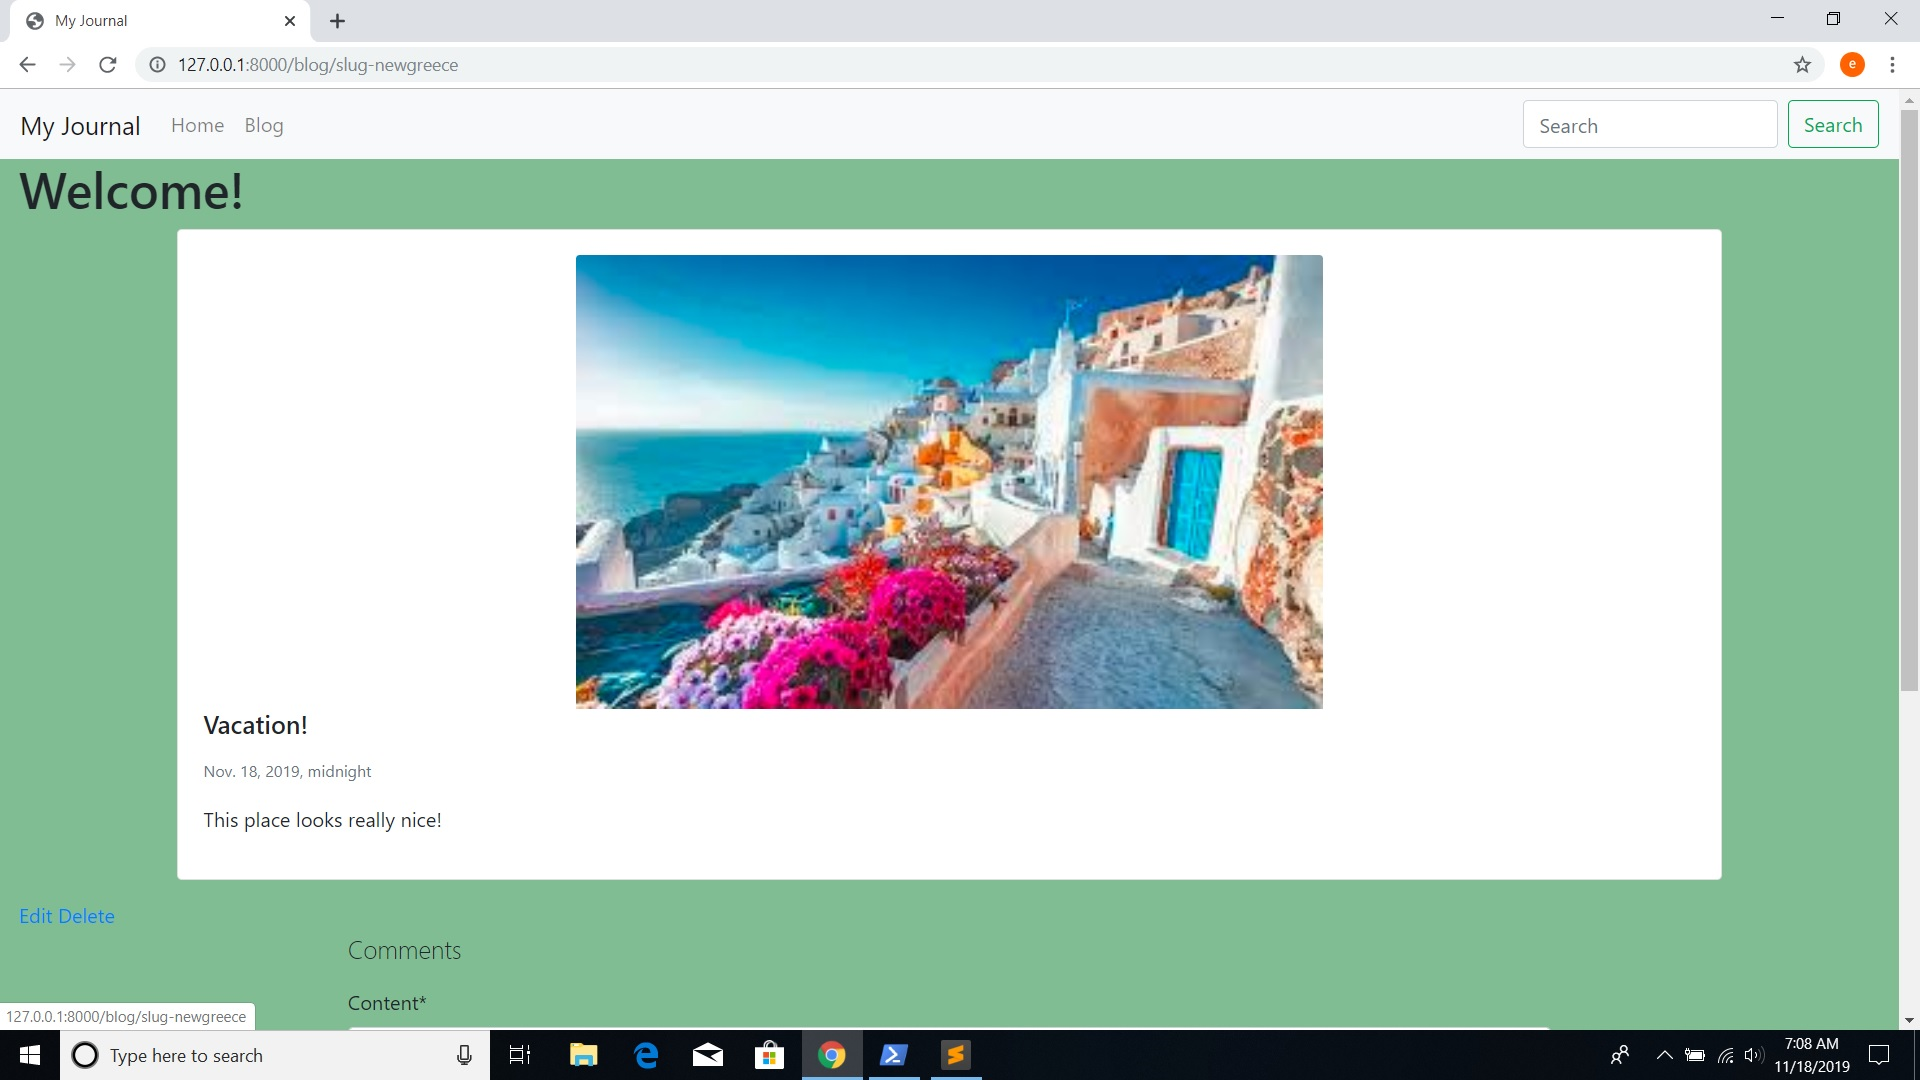 My Journal
127.0.0.1:8000/blog/slug-newgreece
e
My Journal
Home
Blog
Search
Search
Welcome!
Vacation!
Nov. 18, 2019, midnight
This place looks really nice!
Edit Delete
Comments
Content*
127.0.0.1:8000/blog/slug-newgreece
Type here to search
7:08 AM
11/18/2019